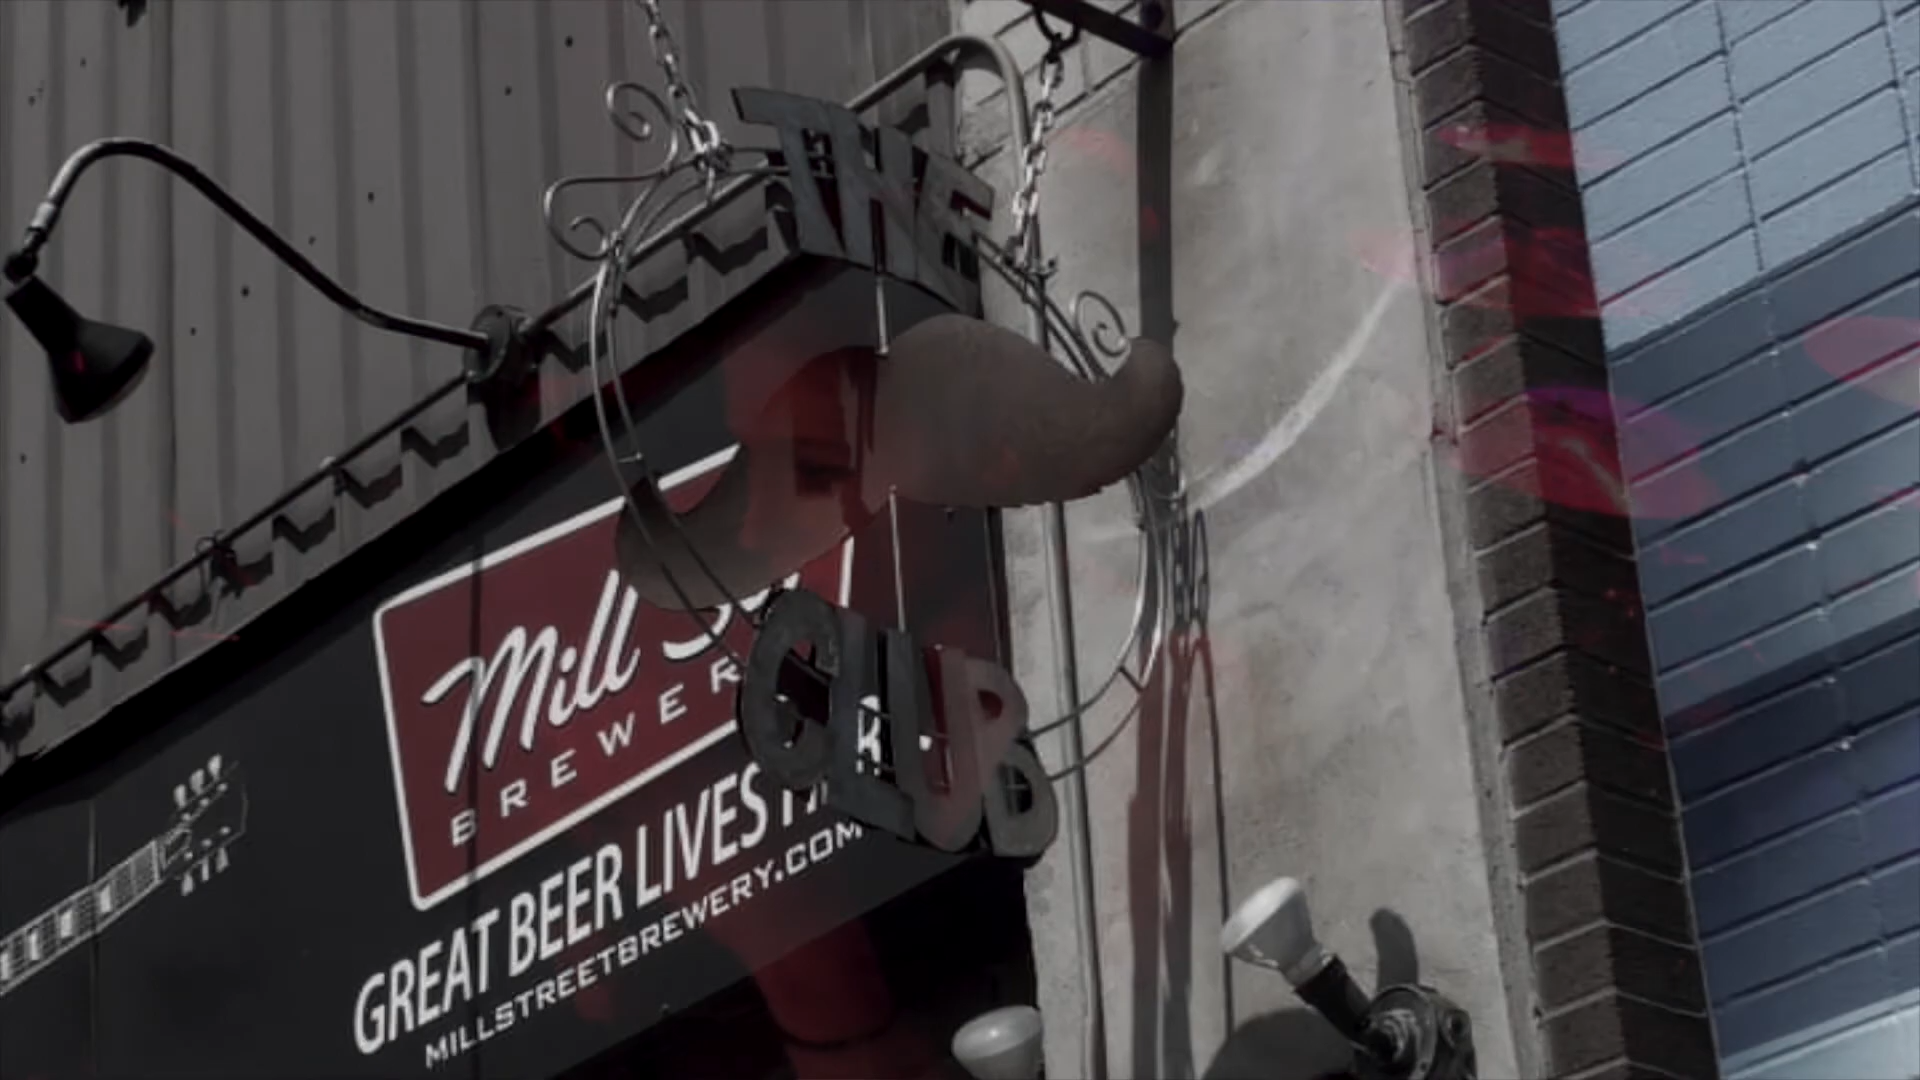 THE
Mill
BREWER
CLUB
GREAT BEER LIVES
MILLSTREETBREWERY.COM